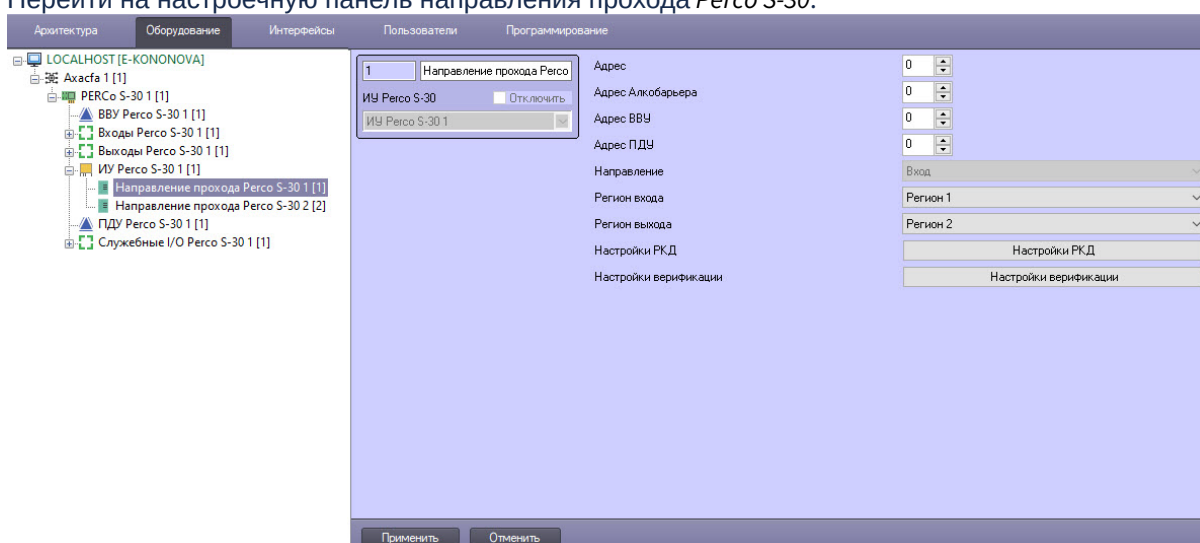 Перейти на настроечную панель направления прохода Perco S-30.
Архитектура Оборудование Интерфейсы Пользователи Программирование
LOCALHOST [E-KONONOVA]
Axacfa 1 [1]
PERCo S-30 1 [1]
ВВУ Perco S-30 1 [1]
Входы Perco S-30 1 [1]
Выходы Perco S-30 1 [1]
ИУ Perco S-30 1 [1]
Направление прохода Perco S-30 1 [1]
Направление прохода Perco S-30 2 [2]
ПДУ Perco S-30 1 [1]
Служебные I/O Perco S-30 1 [1]
1 Направление прохода Perco
ИУ Perco S-30 Отключить
ИУ Perco S-30 1
Адрес 0
Адрес Алкобарьера 0
Адрес ВВУ 0
Адрес ПДУ 0
Направление Вход
Регион входа Регион 1
Регион выхода Регион 2
Настройки РКД Настройки РКД
Настройки верификации Настройки верификации
Применить Отменить